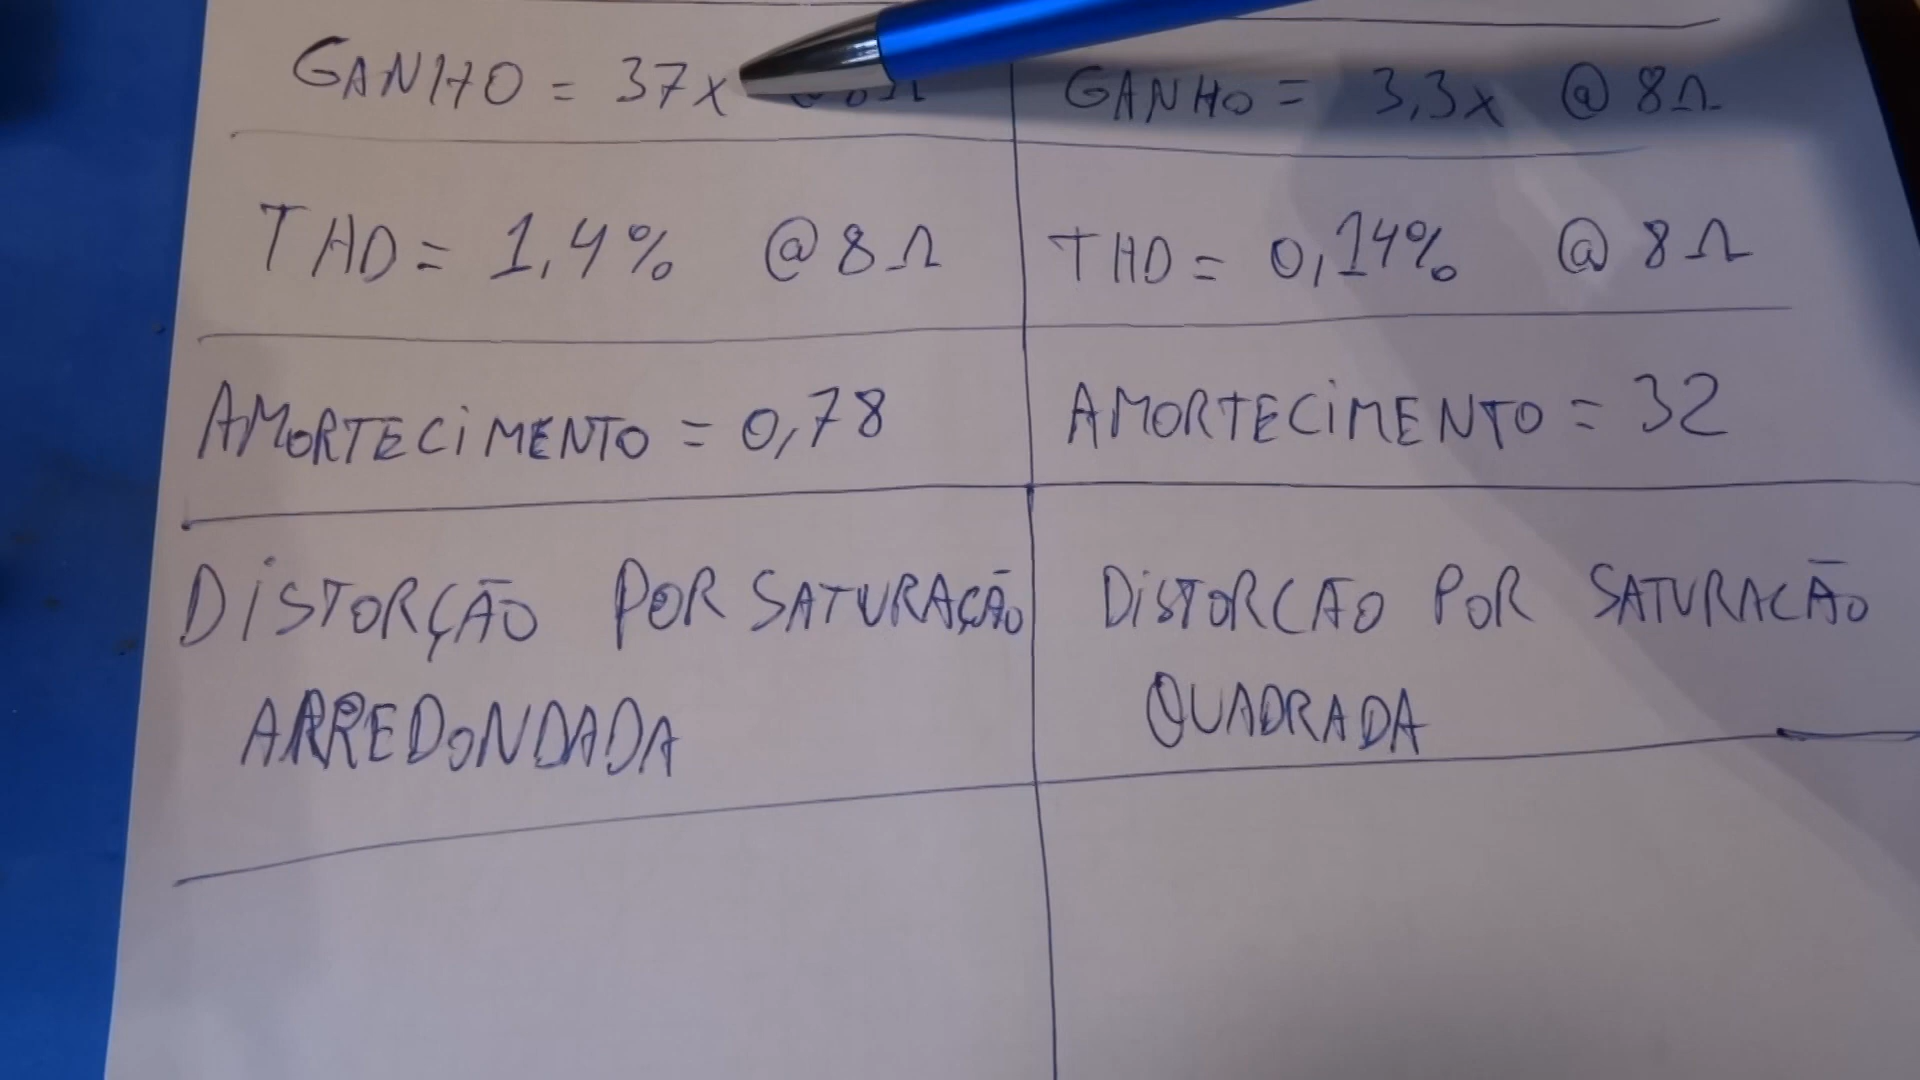 GANHO = 37x @ 8Ω
GANHO = 3,3x @ 8Ω
THD = 1,4% @ 8Ω
THD = 0,14% @ 8Ω
AMORTECIMENTO = 0,78
AMORTECIMENTO = 32
DISTORÇÃO POR SATURAÇÃO
ARREDONDADA
DISTORCÃO POR SATURACÃO
QUADRADA